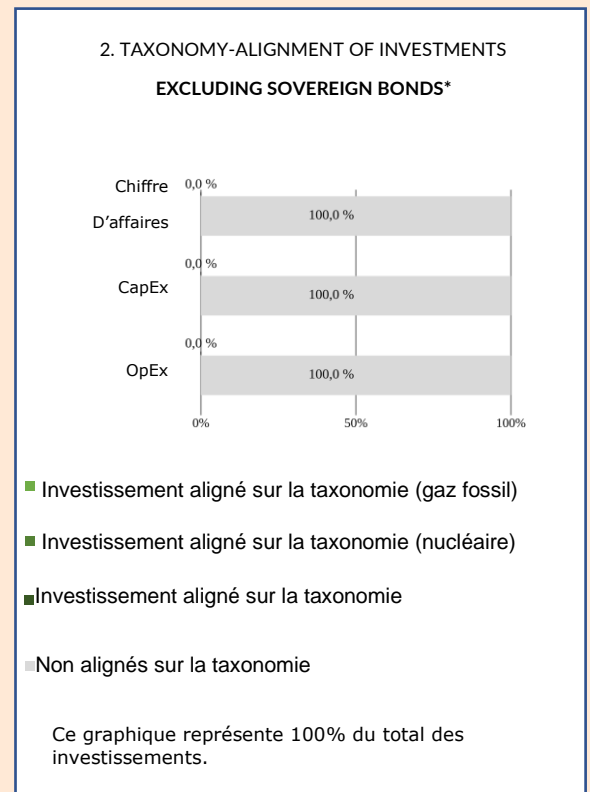 2. TAXONOMY-ALIGNMENT OF INVESTMENTS
EXCLUDING SOVEREIGN BONDS*
Chiffre
D'affaires
0,0 %
100,0 %
CapEx
0,0 %
100,0 %
OpEx
0,0 %
100,0 %
0% 50% 100%
Investissement aligné sur la taxonomie (gaz fossil)
Investissement aligné sur la taxonomie (nucléaire)
Investissement aligné sur la taxonomie
Non alignés sur la taxonomie
Ce graphique représente 100% du total des
investissements.